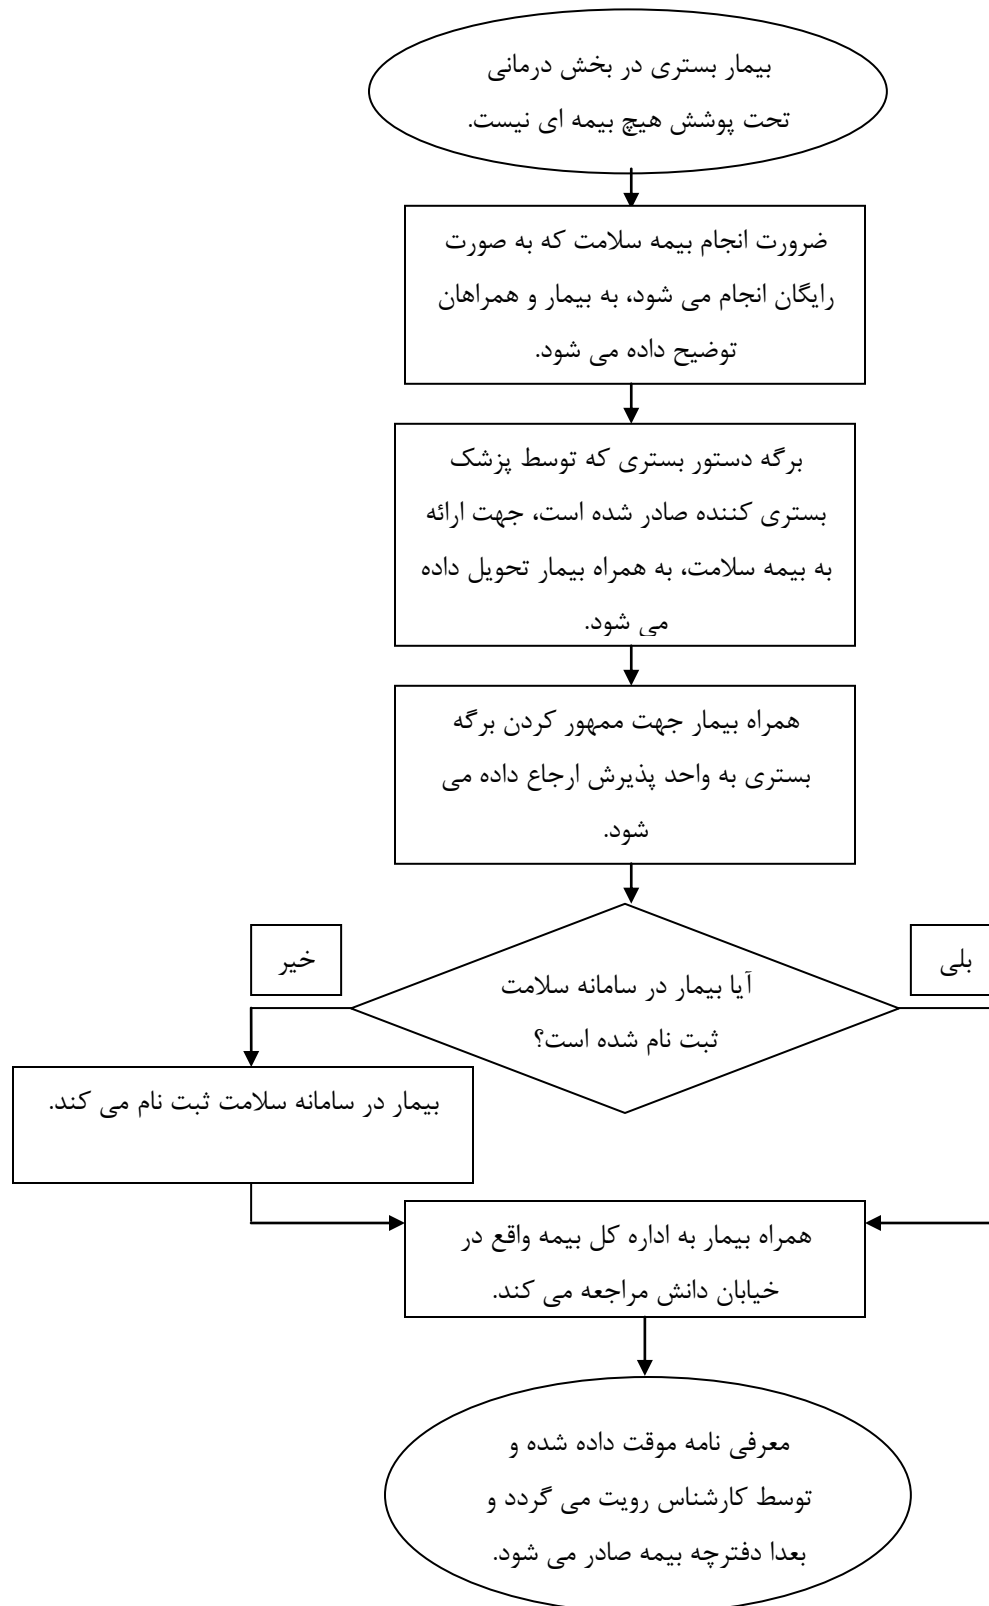 بیمار بستری در بخش درمانی
تحت پوشش هیچ بیمه ای نیست.
ضرورت انجام بیمه سلامت که به صورت
رایگان انجام می شود، به بیمار و همراهان
توضیح داده می شود.
برگه دستور بستری که توسط پزشک
بستری کننده صادر شده است، جهت ارائه
به بیمه سلامت، به همراه بیمار تحویل داده
می شود.
همراه بیمار جهت ممهور کردن برگه
بستری به واحد پذیرش ارجاع داده می
شود.
بلی
خیر
آیا بیمار در سامانه سلامت
ثبت نام شده است؟
بیمار در سامانه سلامت ثبت نام می کند.
همراه بیمار به اداره کل بیمه واقع در
خیابان دانش مراجعه می کند.
معرفی نامه موقت داده شده و
توسط کارشناس رویت می گردد و
بعدا دفترچه بیمه صادر می شود.